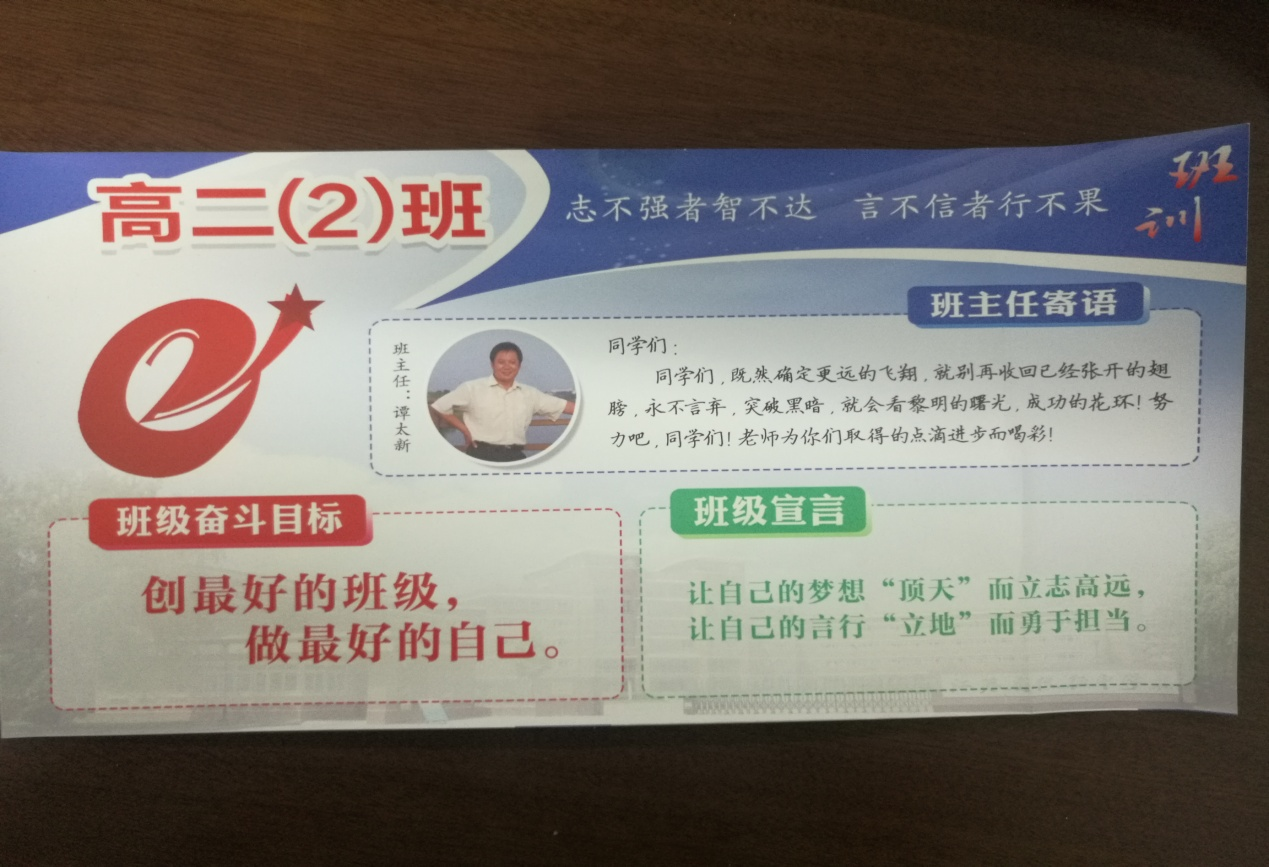 高二(2)班
志不强者智不达 言不信者行不果
班
训
班主任寄语
班主任：谭太新
同学们：
同学们，既然确定更远的飞翔，就别再收回已经张开的翅
膀，永不言弃，突破黑暗，就会看黎明的曙光，成功的花环！努
力吧，同学们！老师为你们取得的点滴进步而喝彩！
班级奋斗目标
创最好的班级，
做最好的自己。
班级宣言
让自己的梦想“顶天”而立志高远，
让自己的言行“立地”而勇于担当。